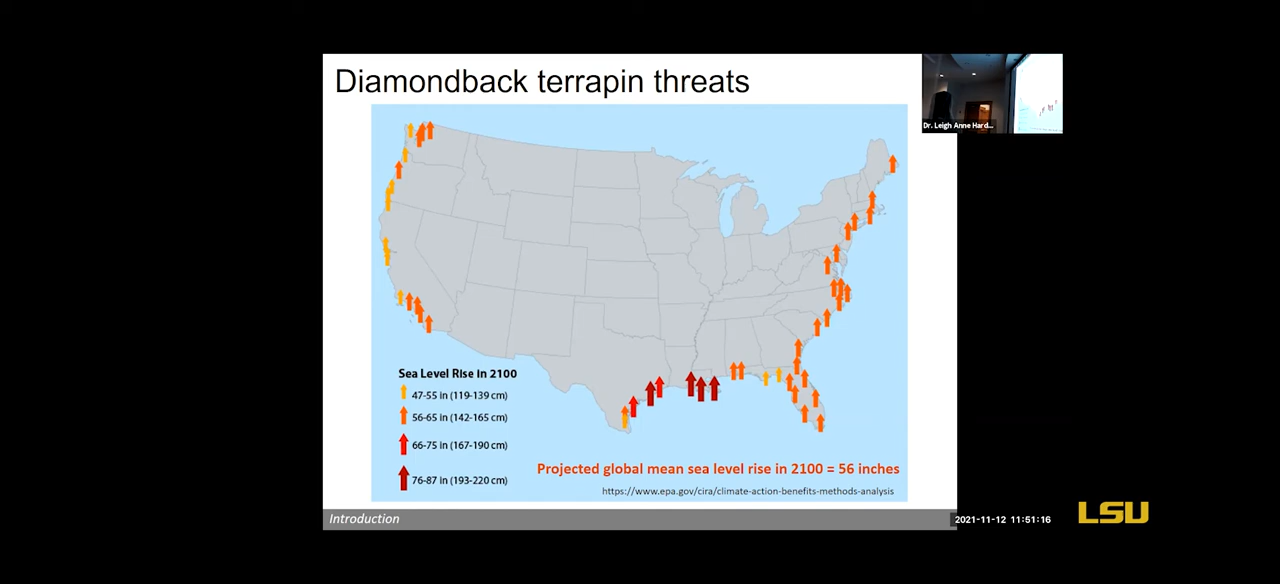 Diamondback terrapin threats
Dr. Leigh Anne Hard...
Sea Level Rise in 2100
47-55 in (119-139 cm)
56-65 in (142-165 cm)
66-75 in (167-190 cm)
76-87 in (193-220 cm)
Projected global mean sea level rise in 2100 = 56 inches
https://www.epa.gov/cira/climate-action-benefits-methods-analysis
Introduction
2021-11-12 11:51:16
LSU